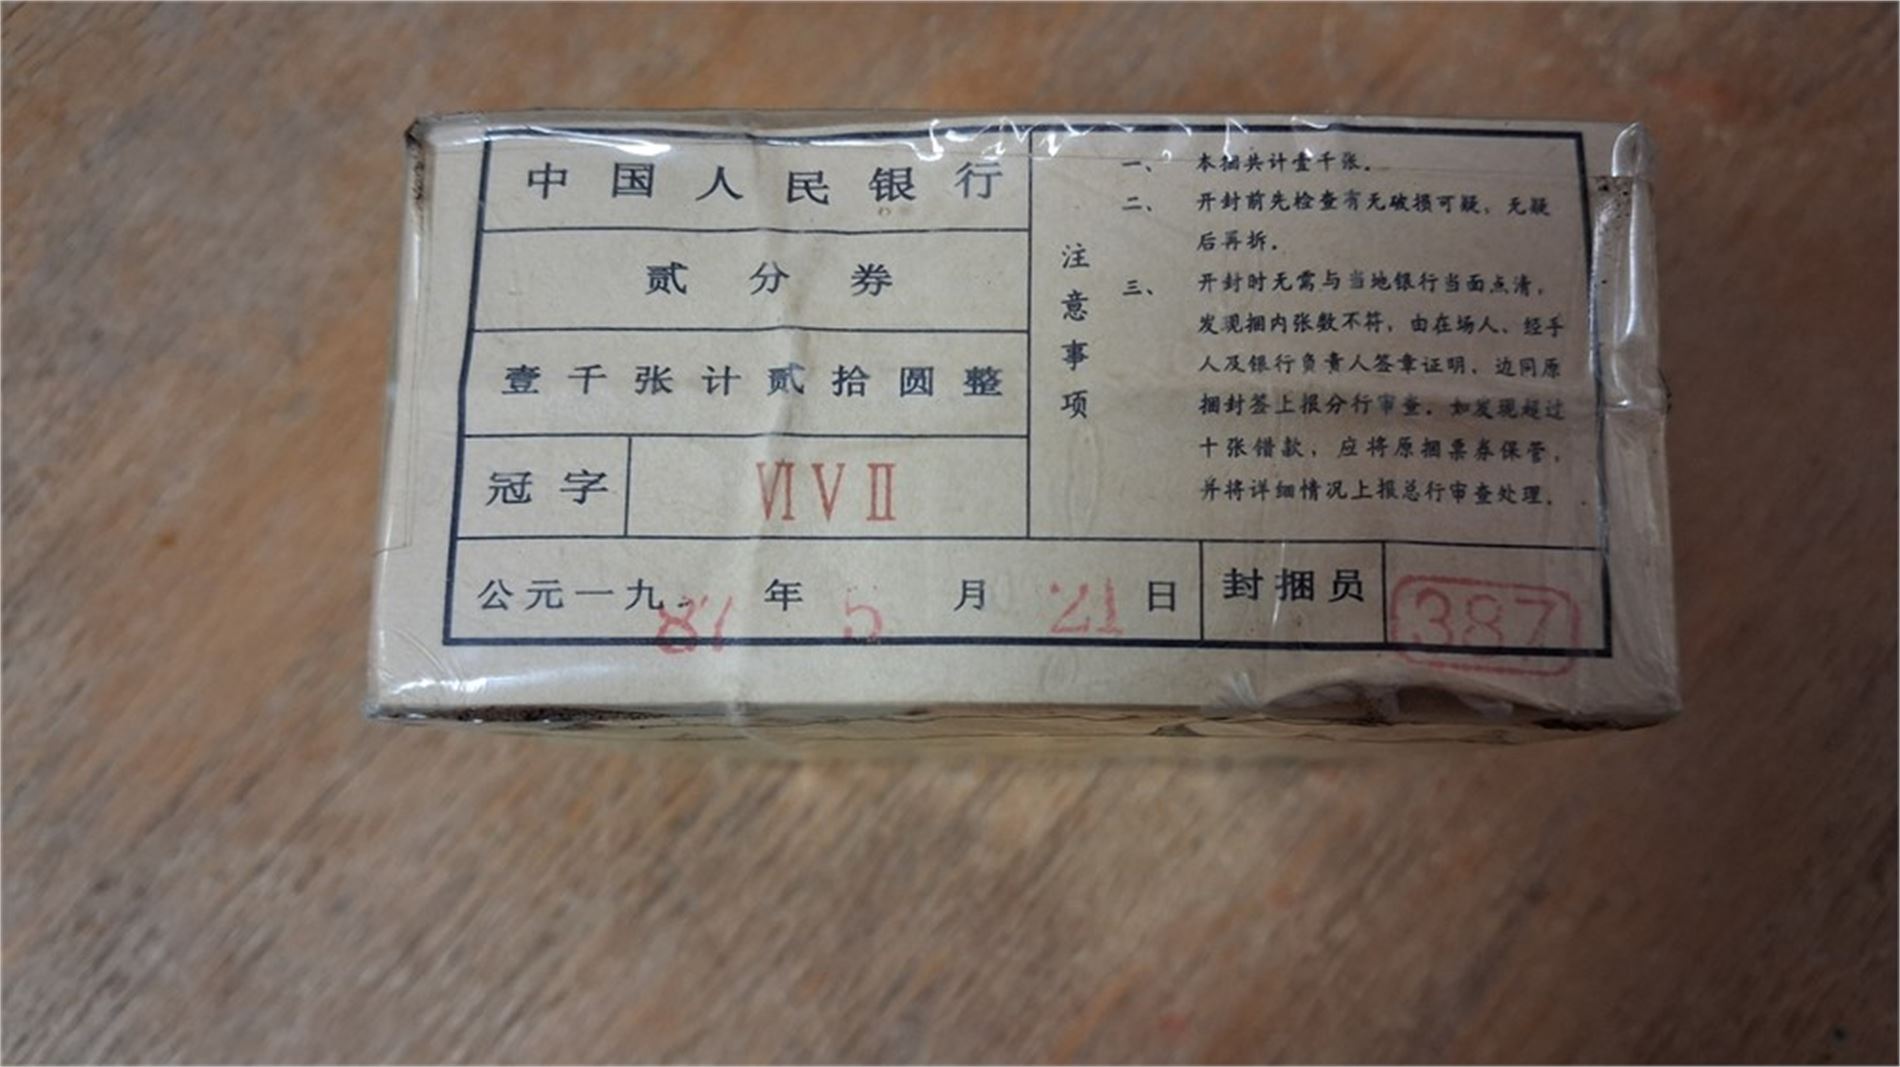 中国人民银行
贰分券
壹千张计贰拾圆整
冠字 ⅥⅤⅡ
注意事项
一、本捆共计壹千张.
二、开封前先检查有无破损可疑，无疑
后再拆.
三、开封时无需与当地银行当面点清，
发现捆内张数不符，由在场人、经手
人及银行负责人签章证明，边同原
捆封签上报分行审查.如发现超过
十张错款，应将原捆票券保管，
并将详细情况上报总行审查处理.
公元一九87年5月21日 封捆员 387